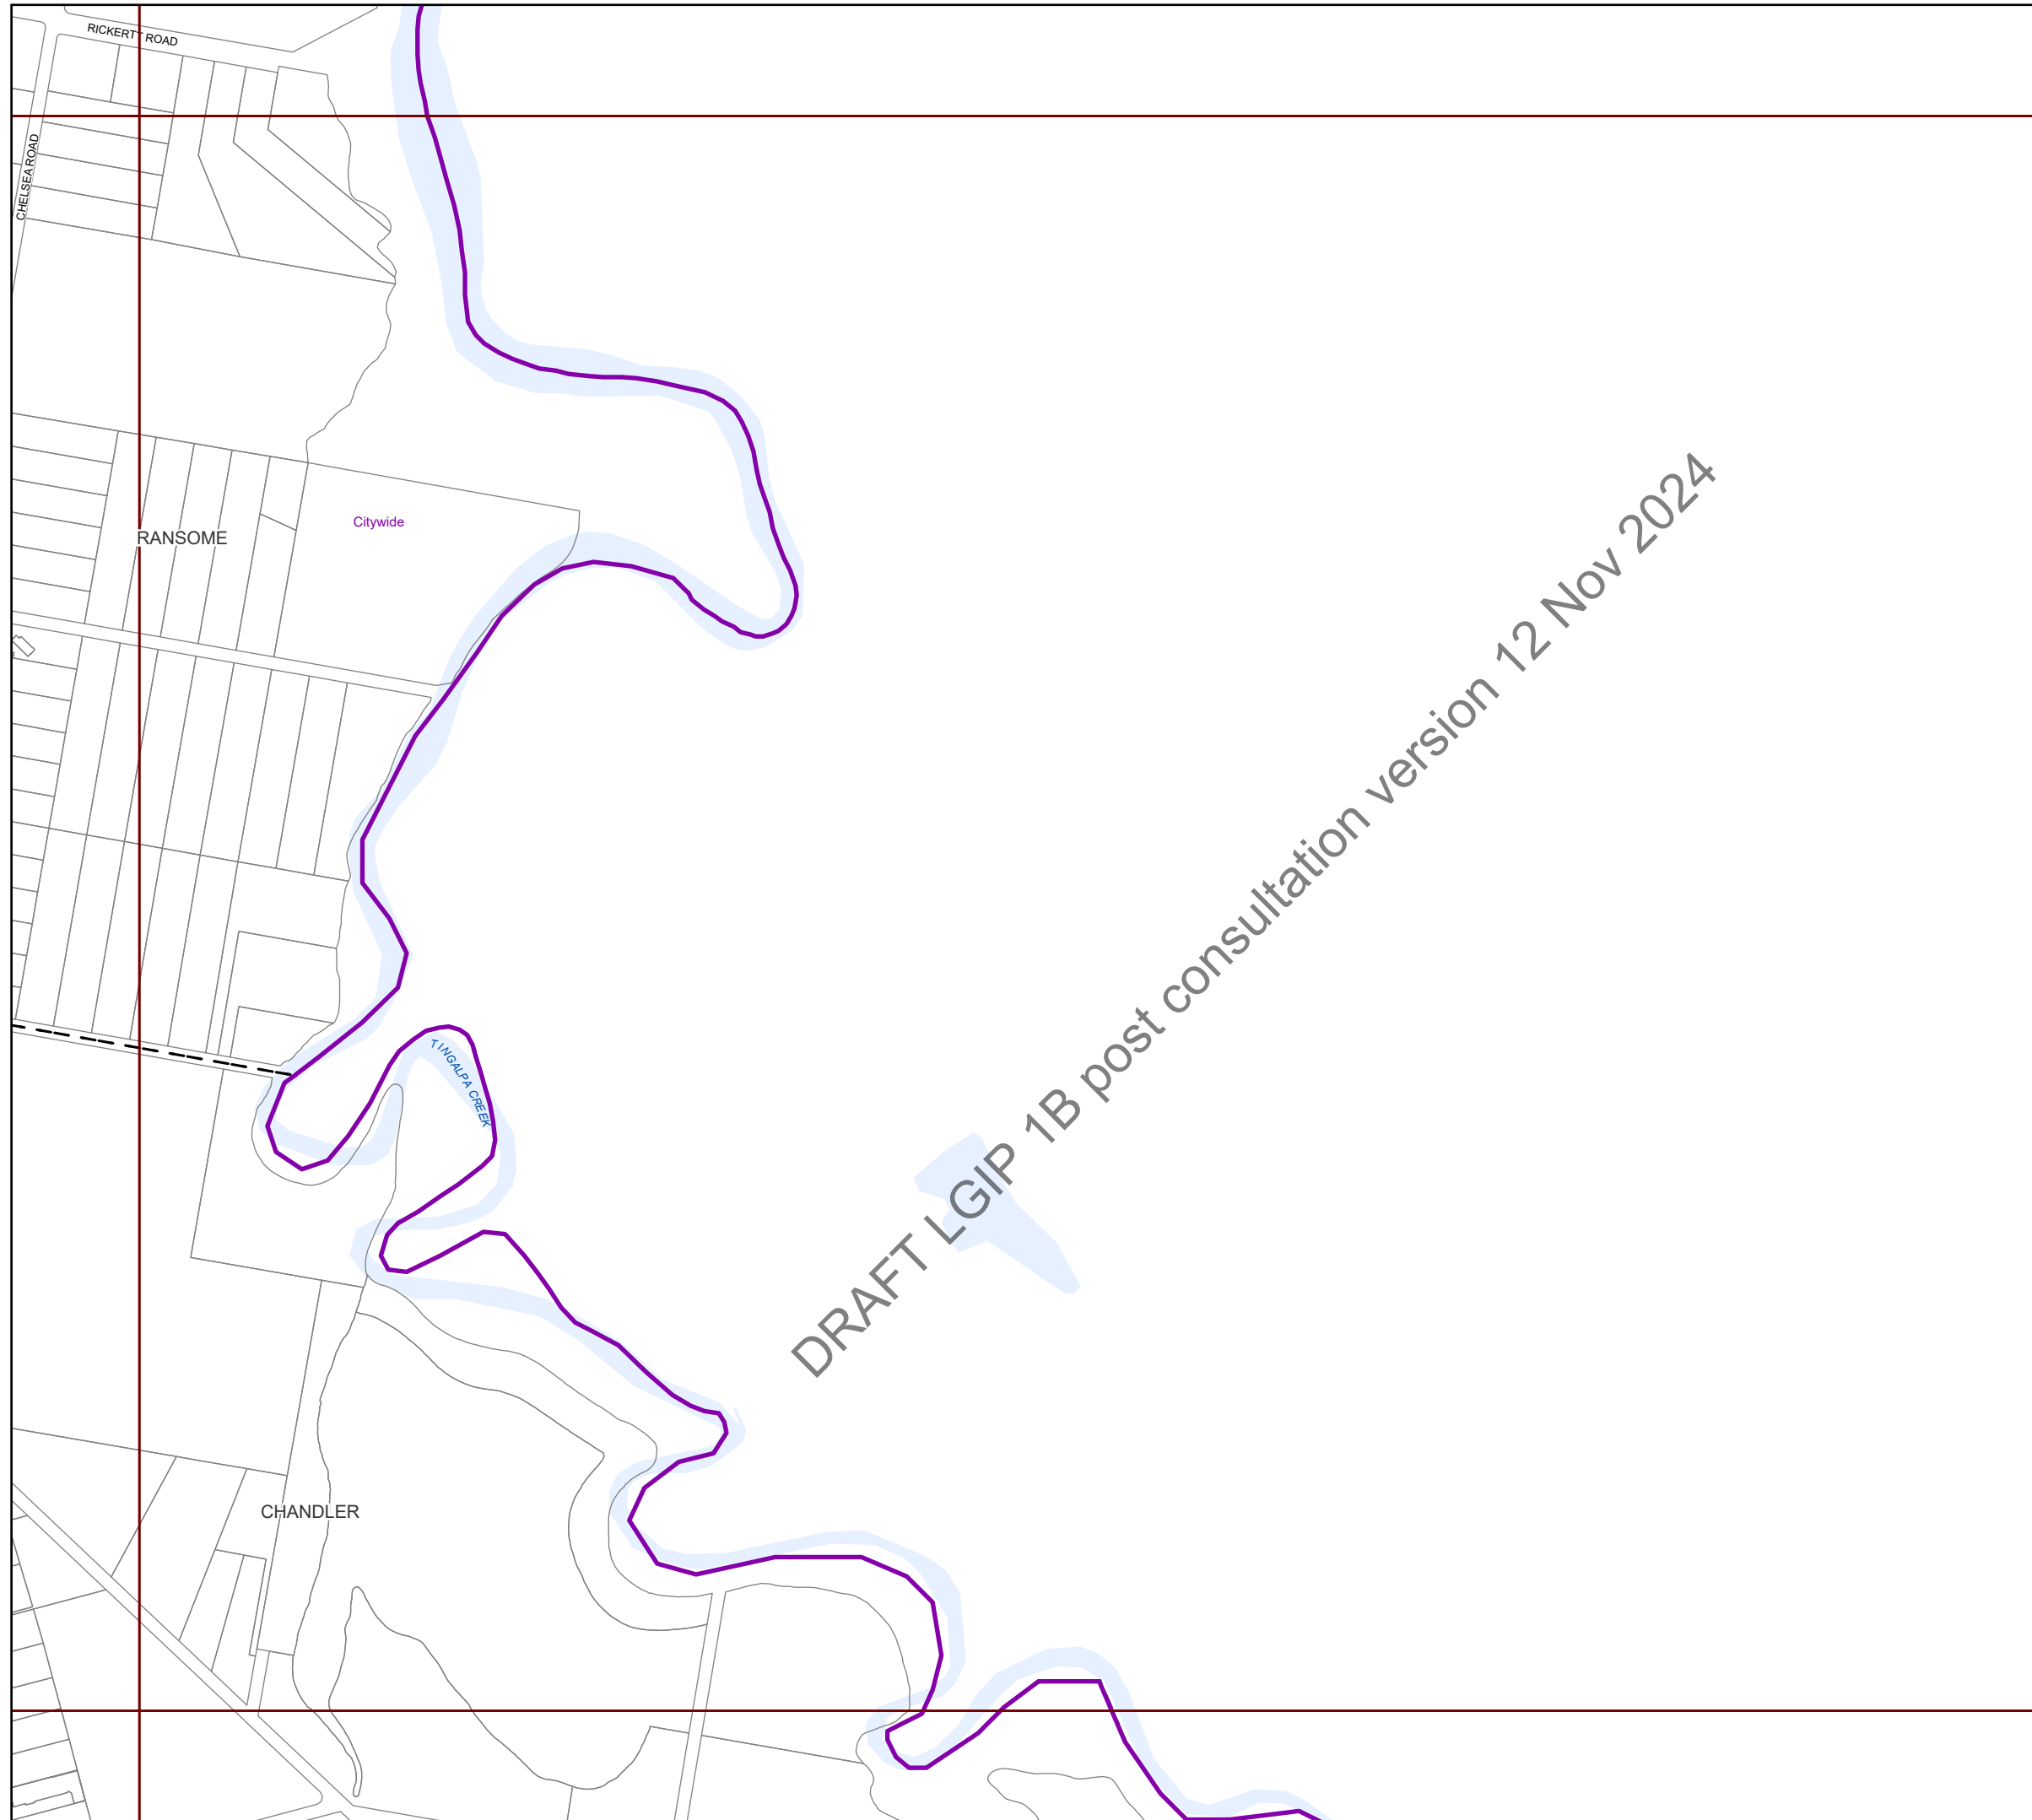 RICKERTT ROAD
CHELSEA ROAD
Citywide
RANSOME
TINGALPA CREEK
DRAFT LGIP 1B post consultation version 12 Nov 2024
CHANDLER